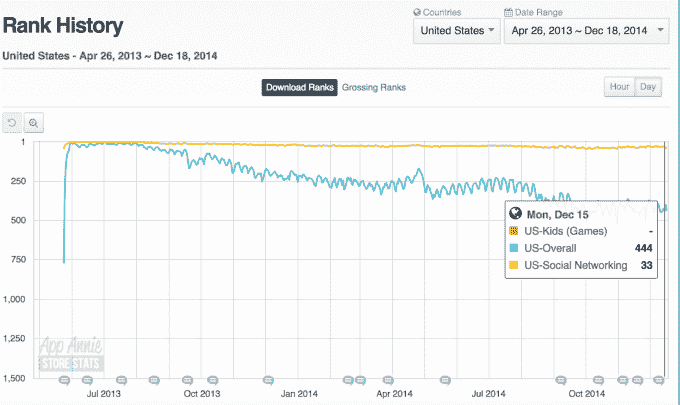 Rank History
Countries
Date Range
United States
Apr 26, 2013 ~ Dec 18, 2014
United States - Apr 26, 2013 ~ Dec 18, 2014
Download Ranks Grossing Ranks
Hour Day
1
250
500
750
1,000
1,250
1,500
Mon, Dec 15
US-Kids (Games) -
US-Overall 444
US-Social Networking 33
App Annie
STORE STATS
Jul 2013 Oct 2013 Jan 2014 Apr 2014 Jul 2014 Oct 2014